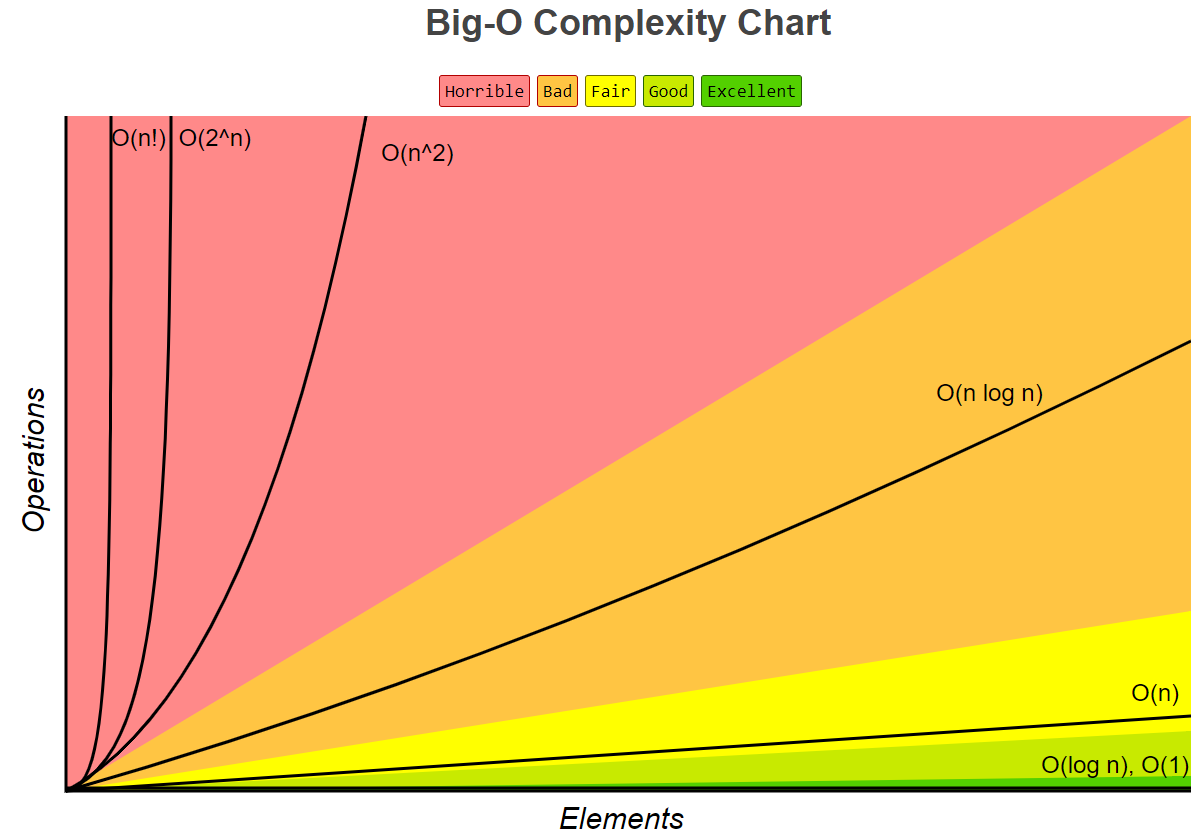 Big-O Complexity Chart
Horrible Bad Fair Good Excellent
O(n!) O(2^n)
O(n^2)
O(n log n)
Operations
O(n)
O(log n), O(1)
Elements